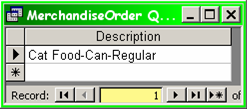 MerchandiseOrder Q...
Description
Cat Food-Can-Regular
Record: 1 of